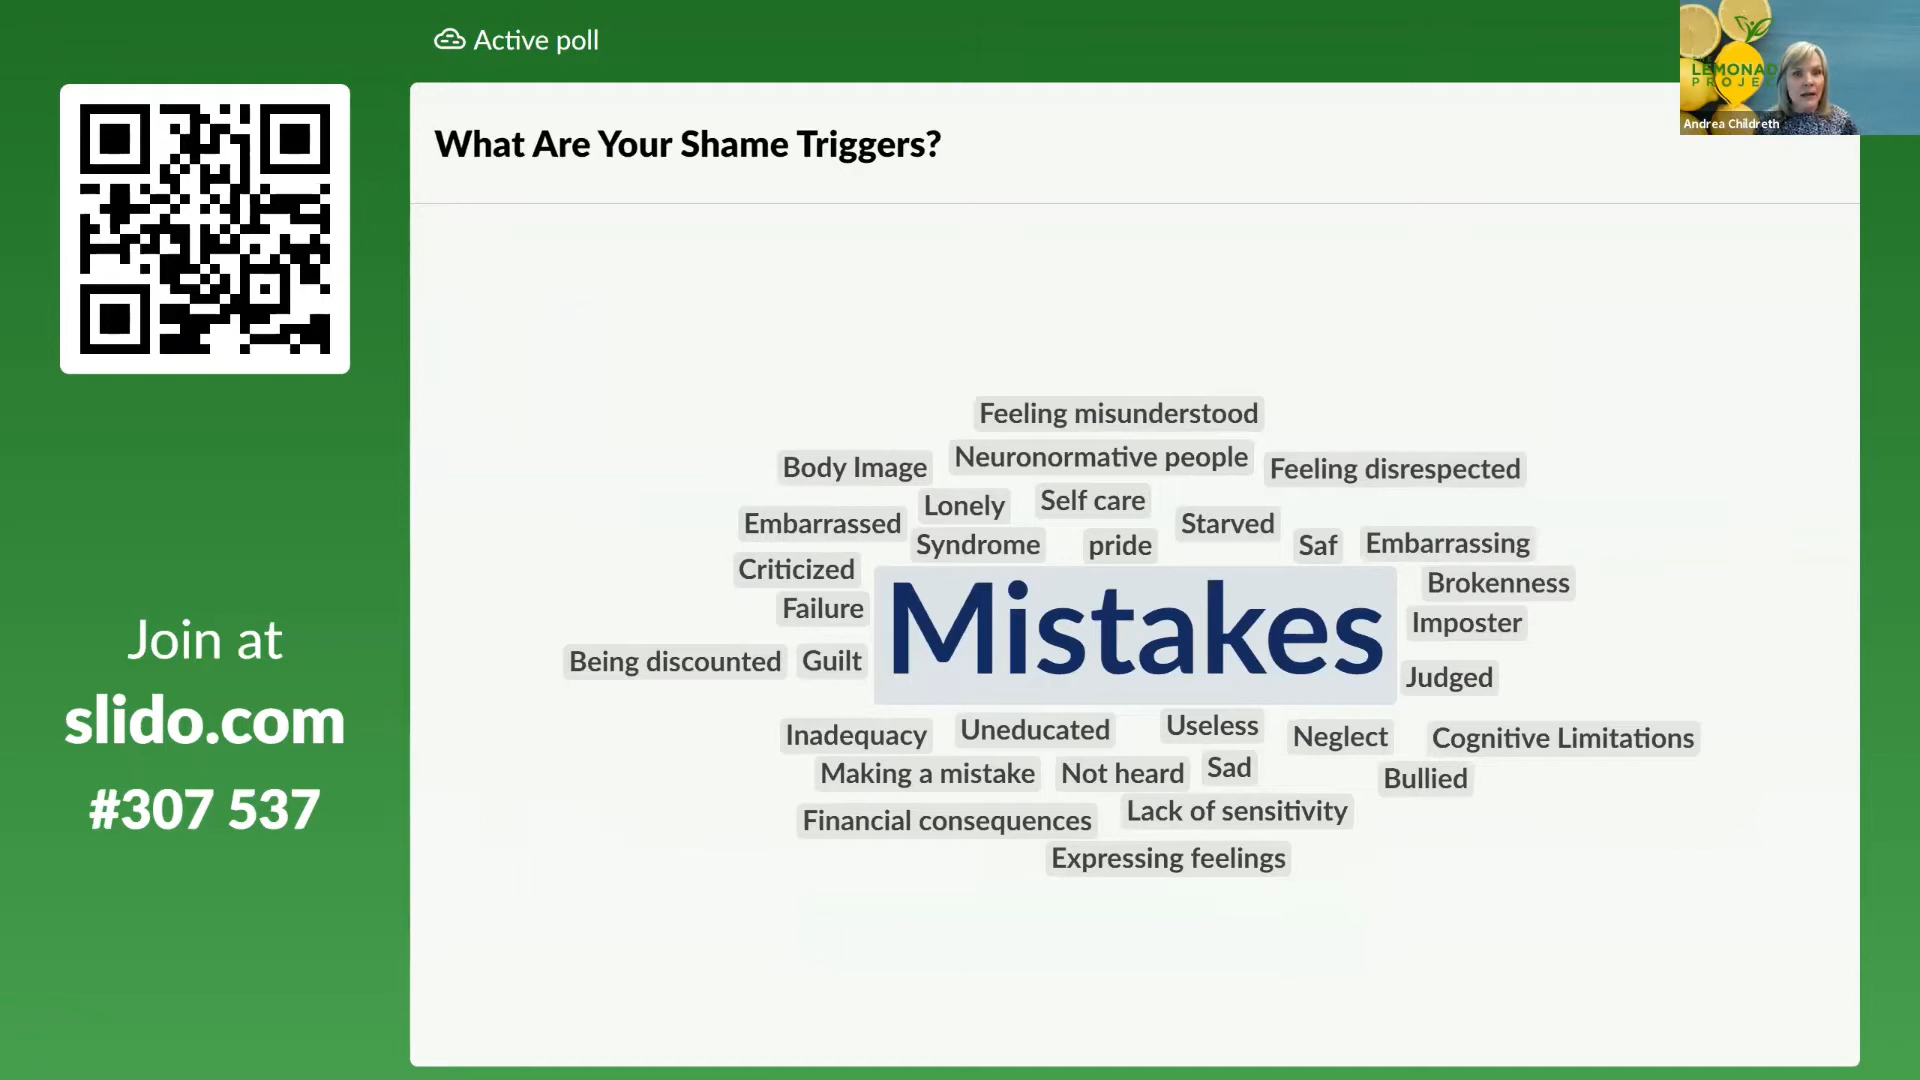 Active poll
LEMONAD
PROJE
Andrea Childreth
What Are Your Shame Triggers?
Feeling misunderstood
Neuronormative people
Body Image
Feeling disrespected
Lonely
Self care
Embarrassed
Starved
Syndrome
pride
Saf
Embarrassing
Criticized
Brokenness
Failure
Mistakes
Imposter
Being discounted
Guilt
Judged
Inadequacy
Uneducated
Useless
Neglect
Cognitive Limitations
Making a mistake
Not heard
Sad
Bullied
Financial consequences
Lack of sensitivity
Expressing feelings
Join at
slido.com
#307 537